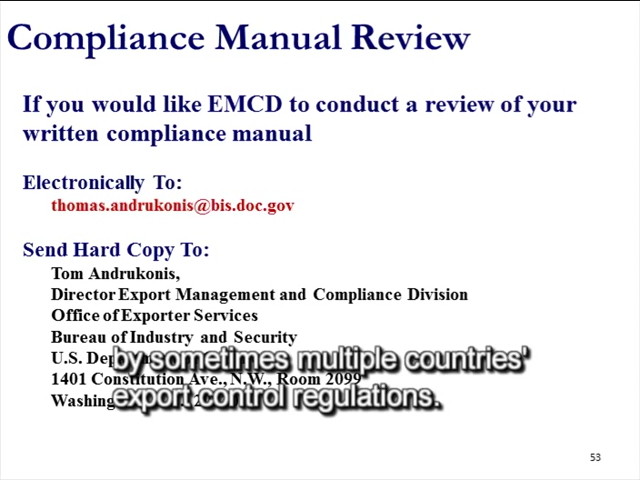 Compliance Manual Review
If you would like EMCD to conduct a review of your
written compliance manual
Electronically To:
thomas.andrukonis@bis.doc.gov
Send Hard Copy To:
Tom Andrukonis,
Director Export Management and Compliance Division
Office of Exporter Services
Bureau of Industry and Security
U.S.
by sometimes multiple countries'
1401 Constitution Ave., N.W., Room 2099
export control regulations.
53